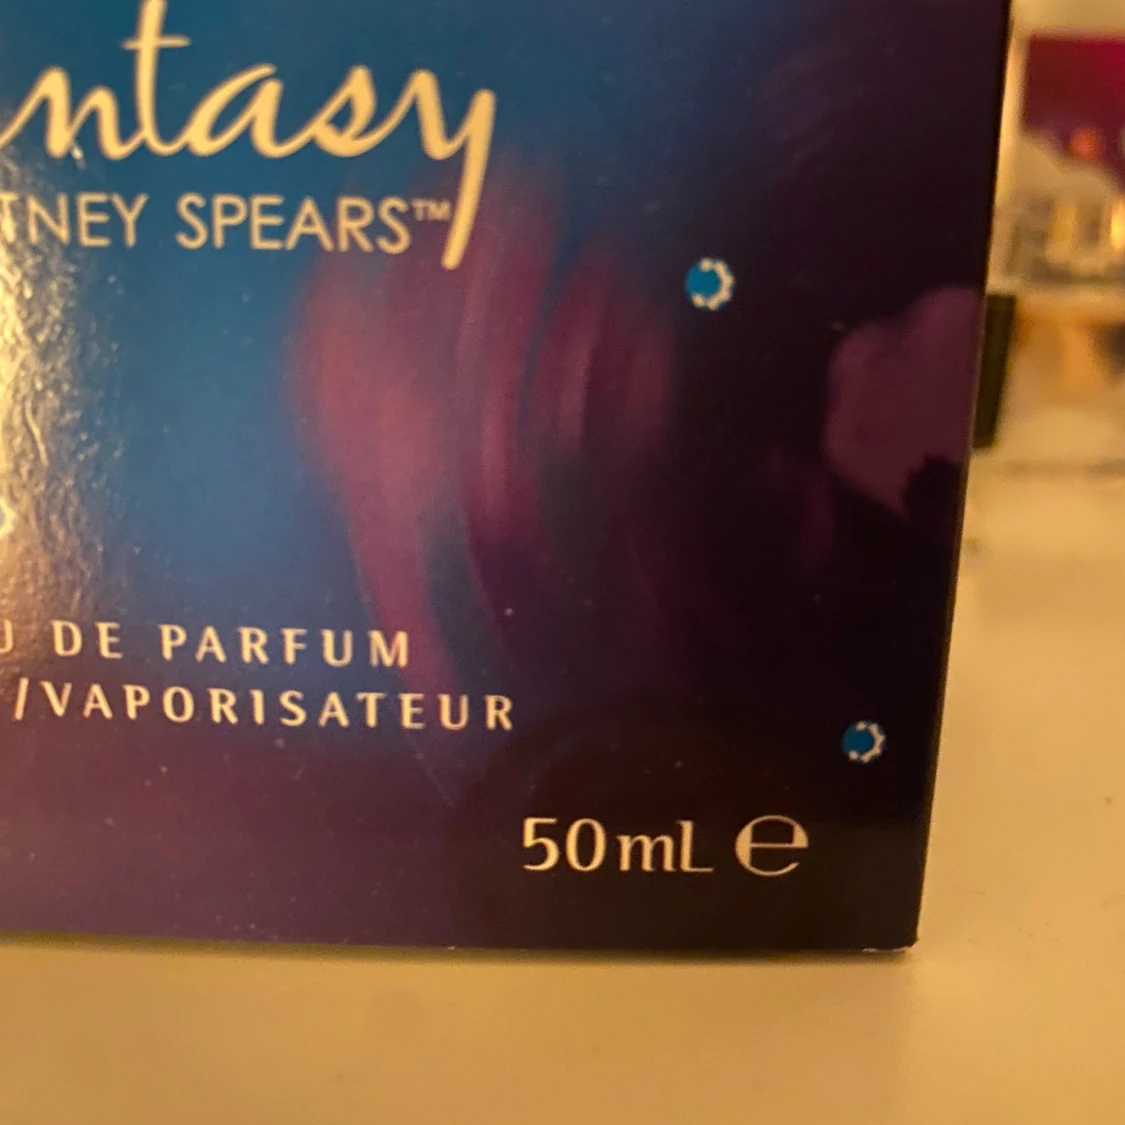 ntasy
TNEY SPEARS™
U DE PARFUM
/VAPORISATEUR
50mL e